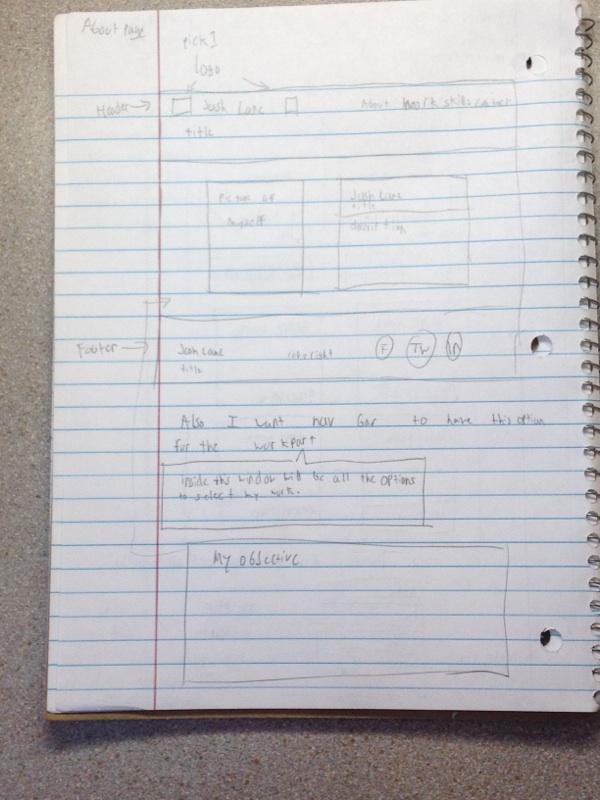 About Page
pick 1
Logo
Header
Josh Lane
About Work skills contact
title
Picture of
myself
Josh Lane
title
Footer
Josh Lane
copyright
F
TW
in
title
Also I want nav bar to have this option
for the work part
inside this window will be all the options
to select my work.
My objective